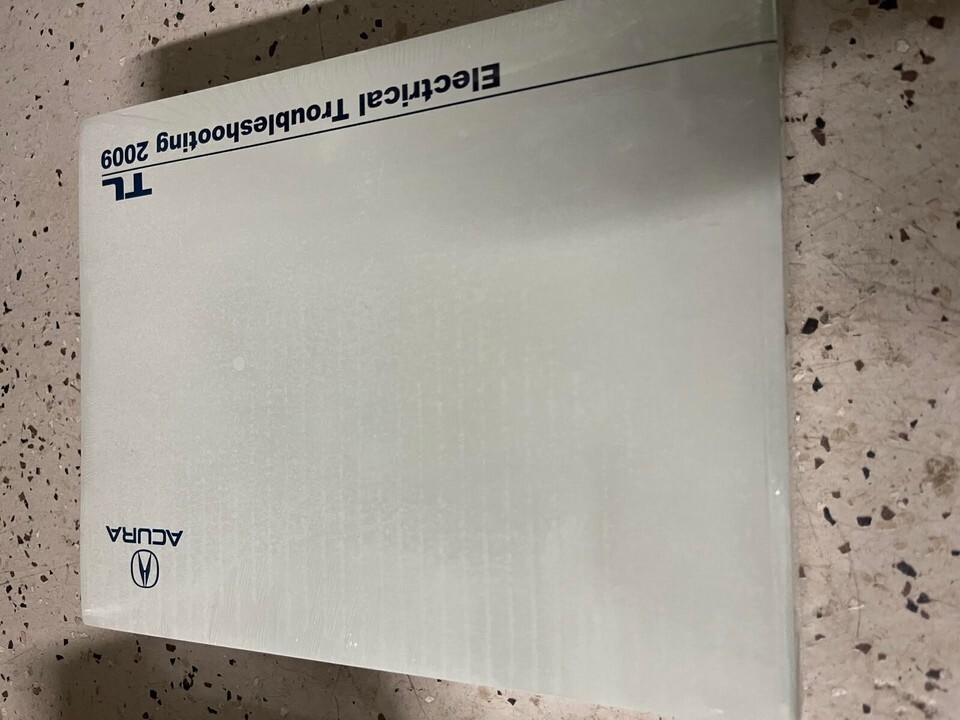 ACURA
TL
Electrical Troubleshooting 2009